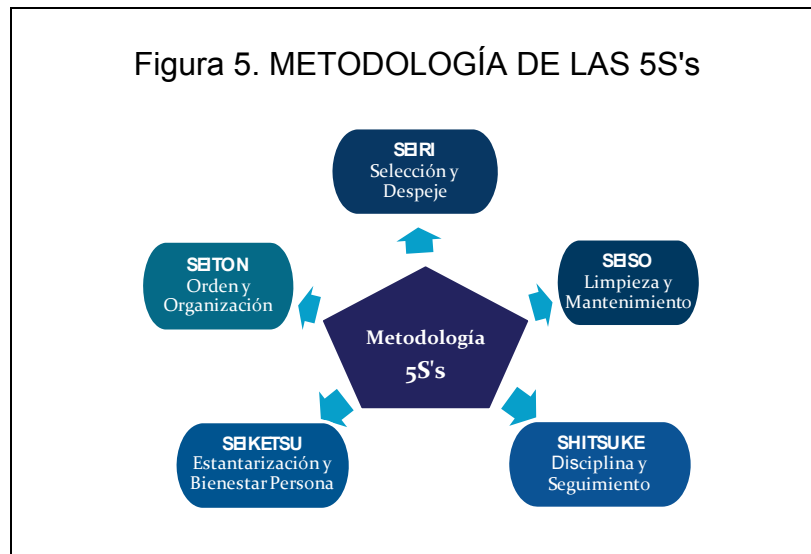 Figura 5. METODOLOGÍA DE LAS 5S's
SEIRI
Selección y
Despeje
SEITON
Orden y
Organización
SEISO
Limpieza y
Mantenimiento
Metodología
5S's
SEIKETSU
Estantarización y
Bienestar Persona
SHITSUKE
Disciplina y
Seguimiento